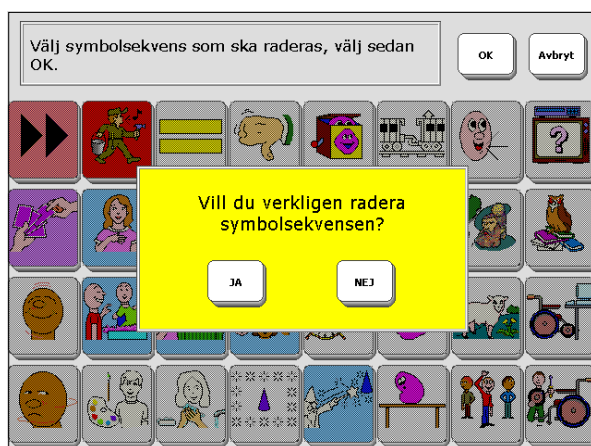 Välj symbolsekvens som ska raderas, välj sedan
OK.
OK
Avbryt
?
Vill du verkligen radera
symbolsekvensen?
JA
NEJ